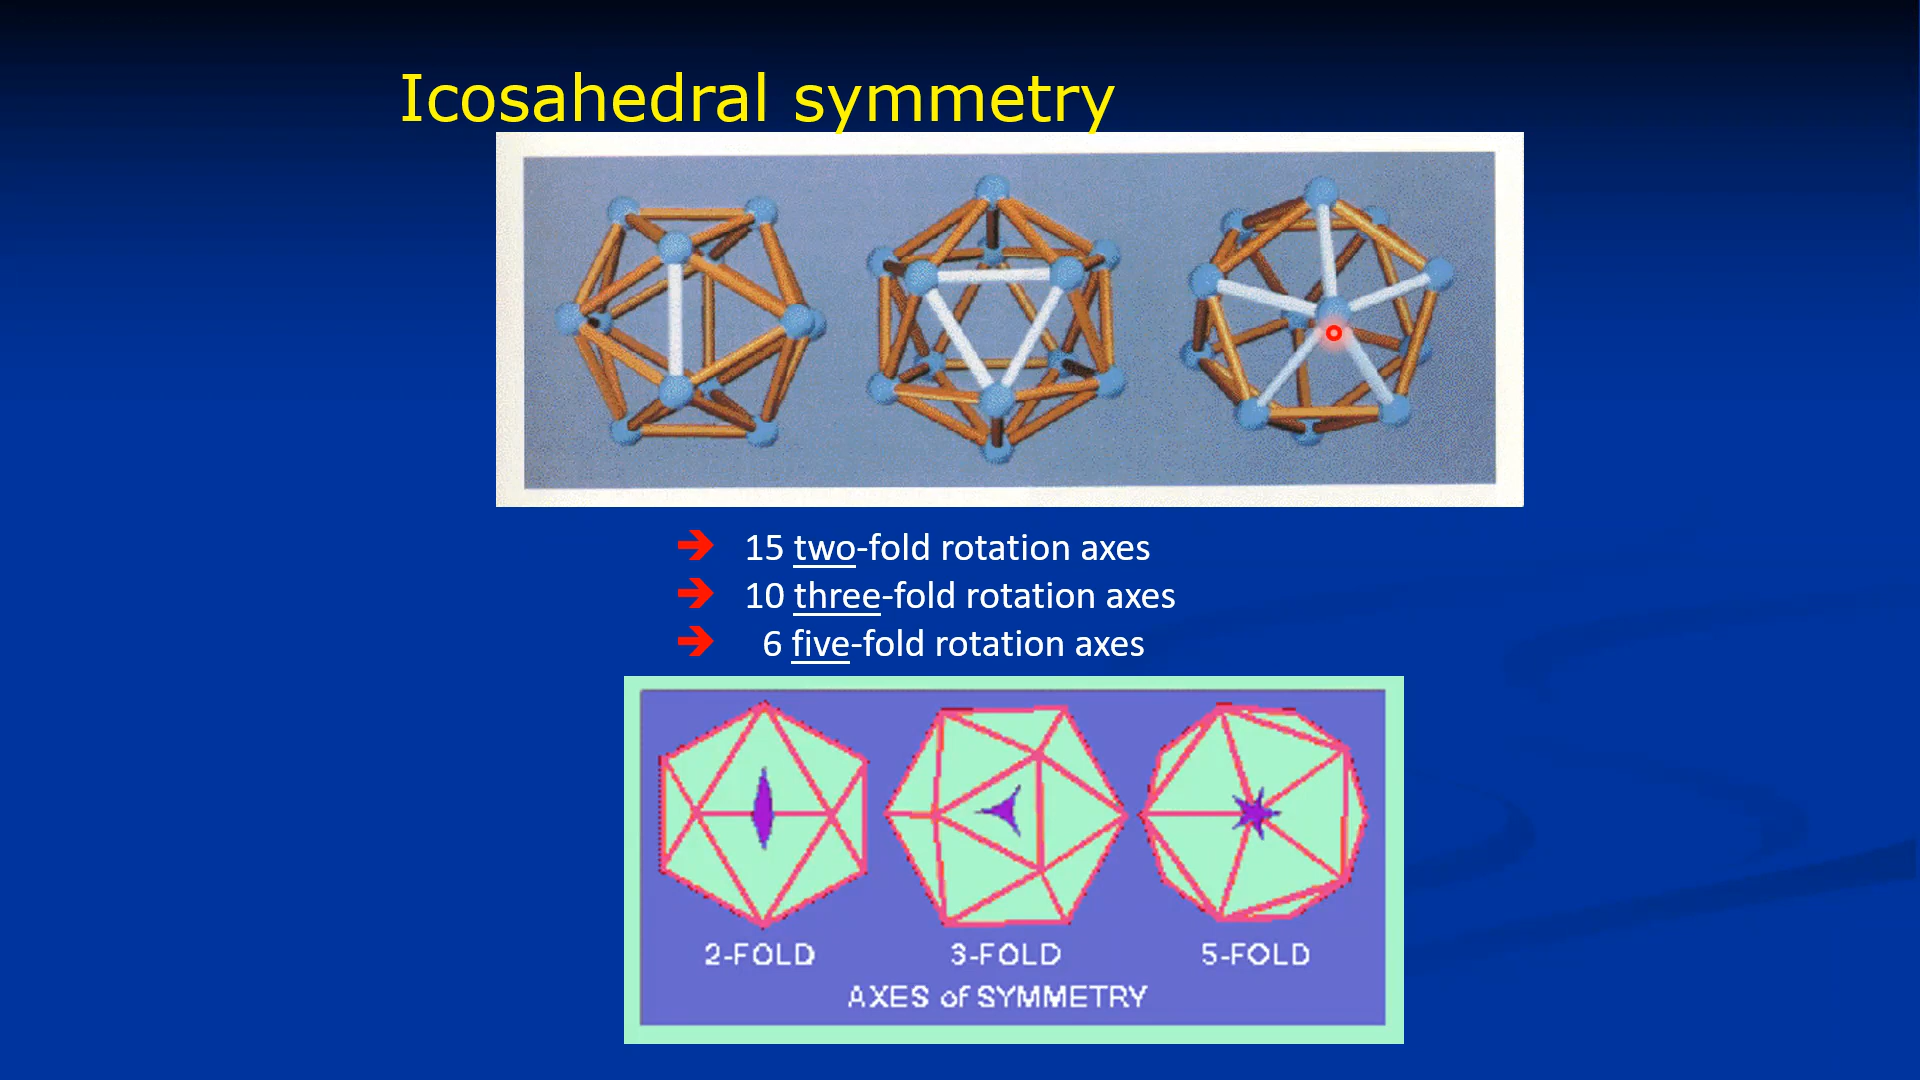 Icosahedral symmetry
➔ 15 two-fold rotation axes
➔ 10 three-fold rotation axes
➔ 6 five-fold rotation axes
2-FOLD 3-FOLD 5-FOLD
AXES of SYMMETRY